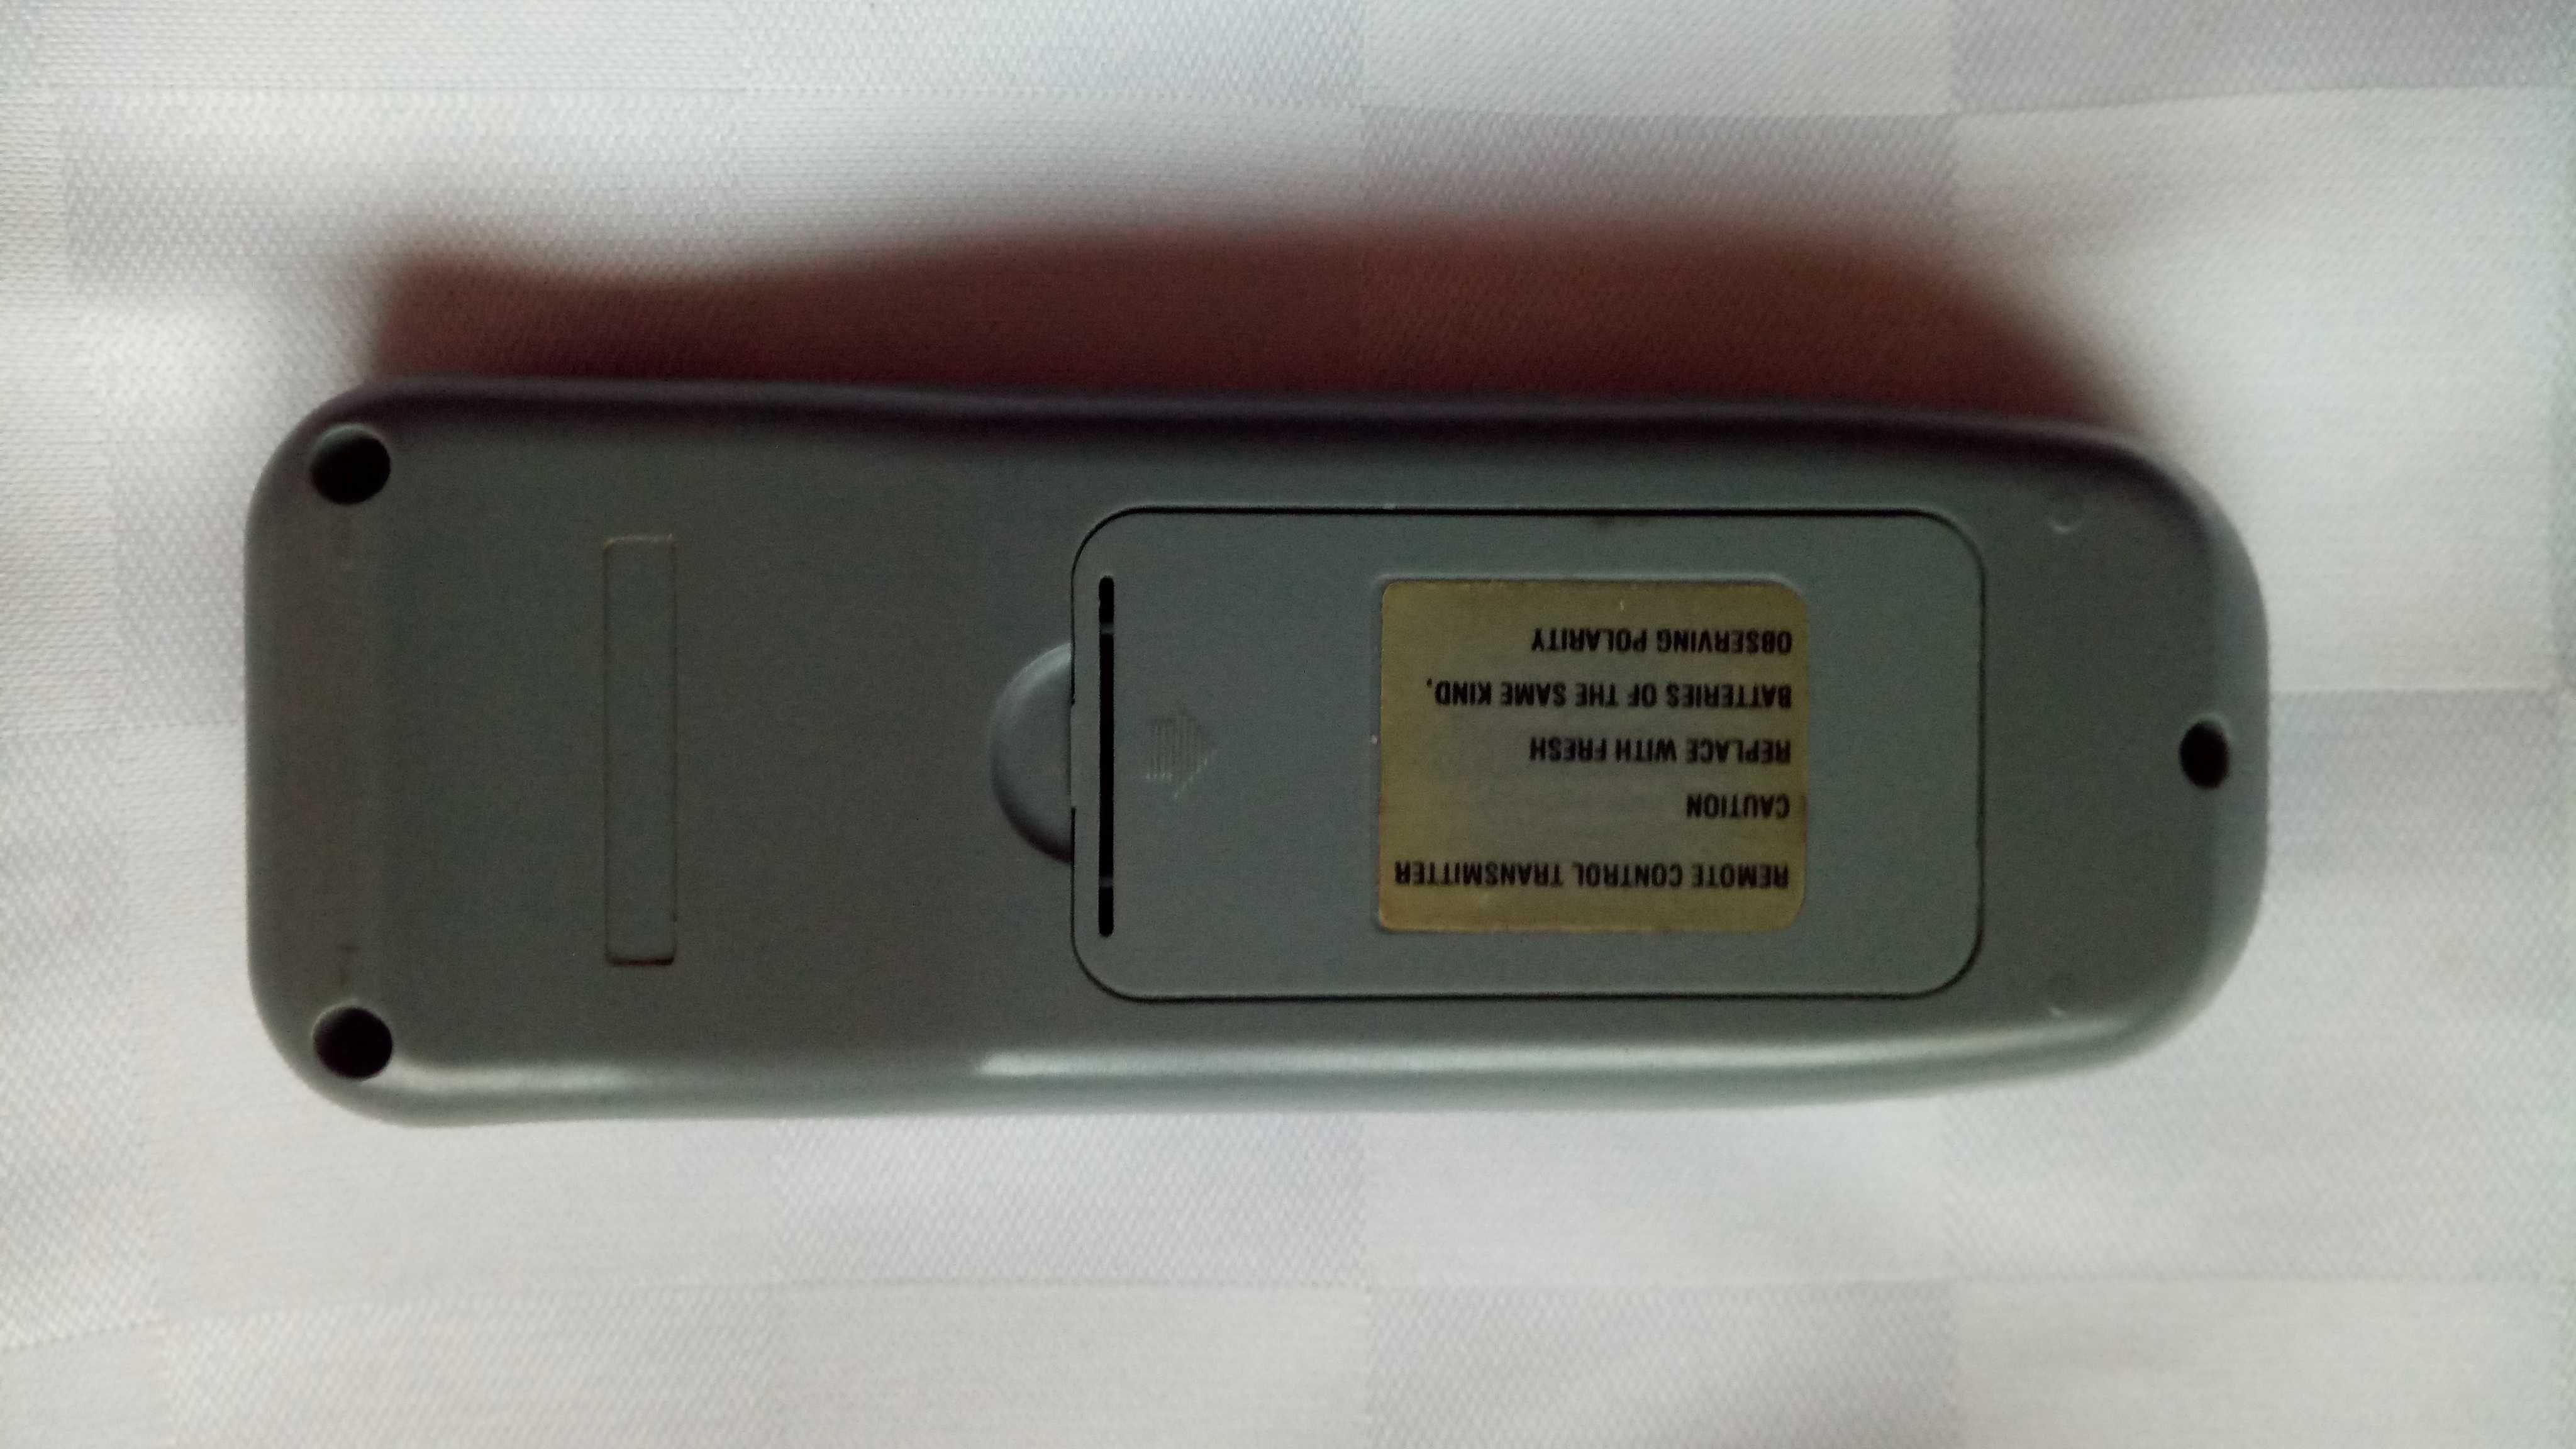 REMOTE CONTROL TRANSMITTER
CAUTION
REPLACE WITH FRESH
BATTERIES OF THE SAME KIND,
OBSERVING POLARITY